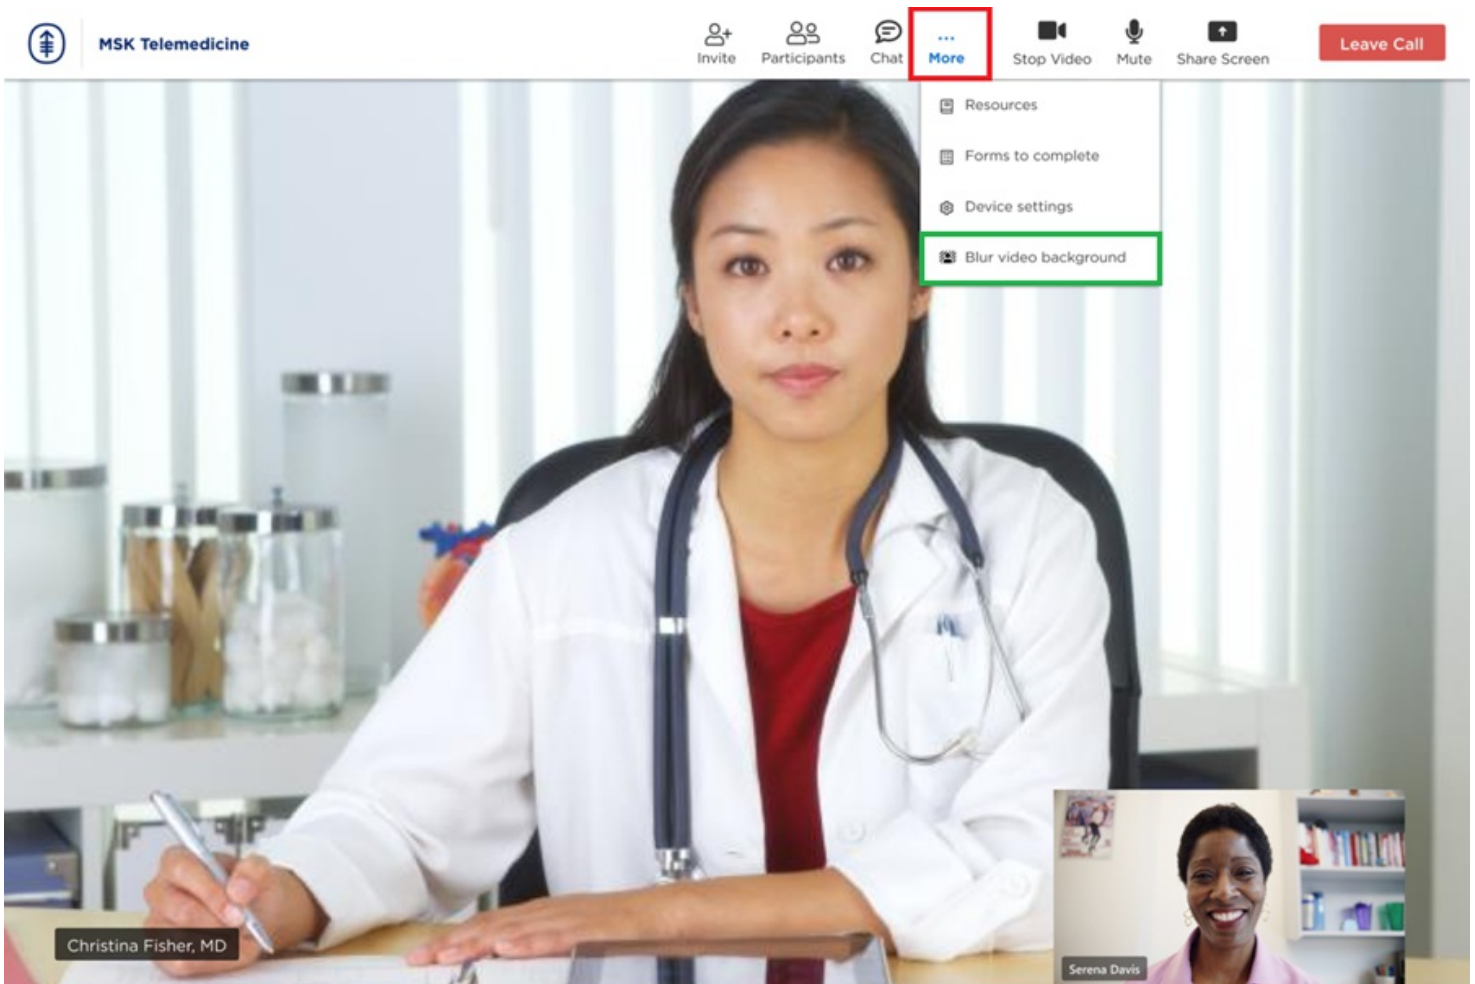 MSK Telemedicine
Invite
Participants
Chat
More
Stop Video
Mute
Share Screen
Leave Call
Resources
Forms to complete
Device settings
Blur video background
Christina Fisher, MD
Serena Davis